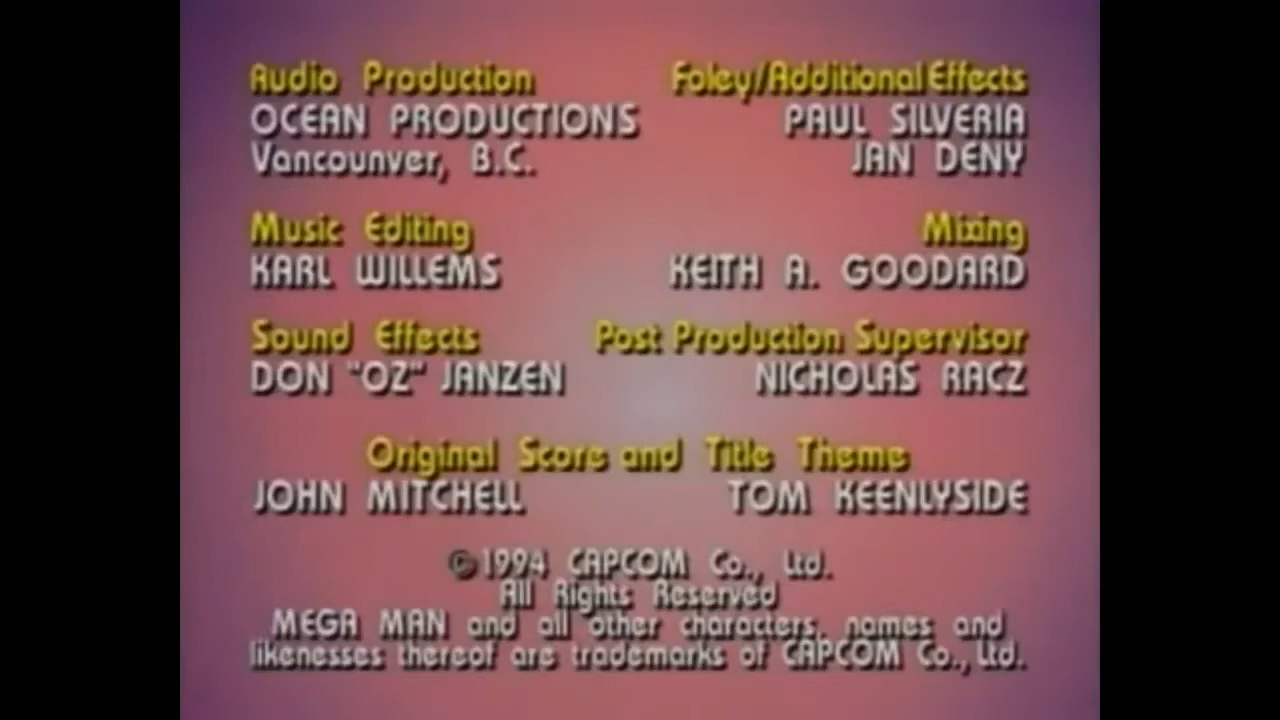 Audio Production
OCEAN PRODUCTIONS
Vancounver, B.C.
Foley/Additional Effects
PAUL SILVERIA
JAN DENY
Music Editing
KARL WILLEMS
Mixing
KEITH A. GOODARD
Sound Effects
DON "OZ" JANZEN
Post Production Supervisor
NICHOLAS RACZ
Original Score and Title Theme
JOHN MITCHELL TOM KEENLYSIDE
© 1994 CAPCOM Co., Ltd.
All Rights Reserved
MEGA MAN and all other characters, names and
likenesses thereof are trademarks of CAPCOM Co., Ltd.